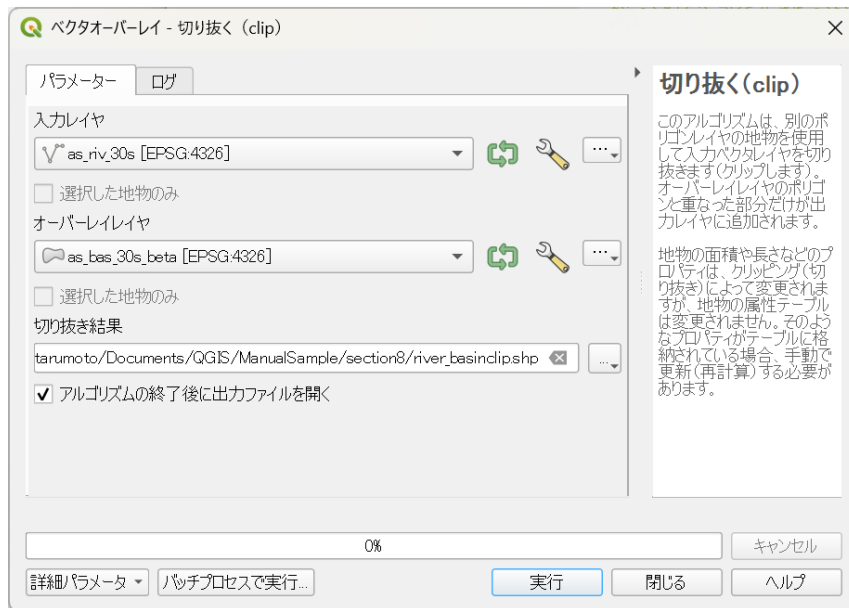 ベクタオーバーレイ - 切り抜く (clip)
パラメーター ログ
入力レイヤ
as_riv_30s [EPSG:4326]
選択した地物のみ
オーバーレイレイヤ
as_bas_30s_beta [EPSG:4326]
選択した地物のみ
切り抜き結果
tarumoto/Documents/QGIS/ManualSample/section8/river_basinclip.shp
アルゴリズムの終了後に出力ファイルを開く
切り抜く(clip)
このアルゴリズムは、別のポ
リゴンレイヤの地物を使用
して入力ベクタレイヤを切り
抜きます(クリップします)。
オーバーレイレイヤのポリゴ
ンと重なった部分だけが出
力レイヤに追加されます。
地物の面積や長さなどのプ
ロパティは、クリッピング(切
り抜き)によって変更されま
すが、地物の属性テーブル
は変更されません。そのよう
なプロパティがテーブルに格
納されている場合、手動で
更新(再計算)する必要が
あります。
0%
キャンセル
詳細パラメータ バッチプロセスで実行... 実行 閉じる ヘルプ